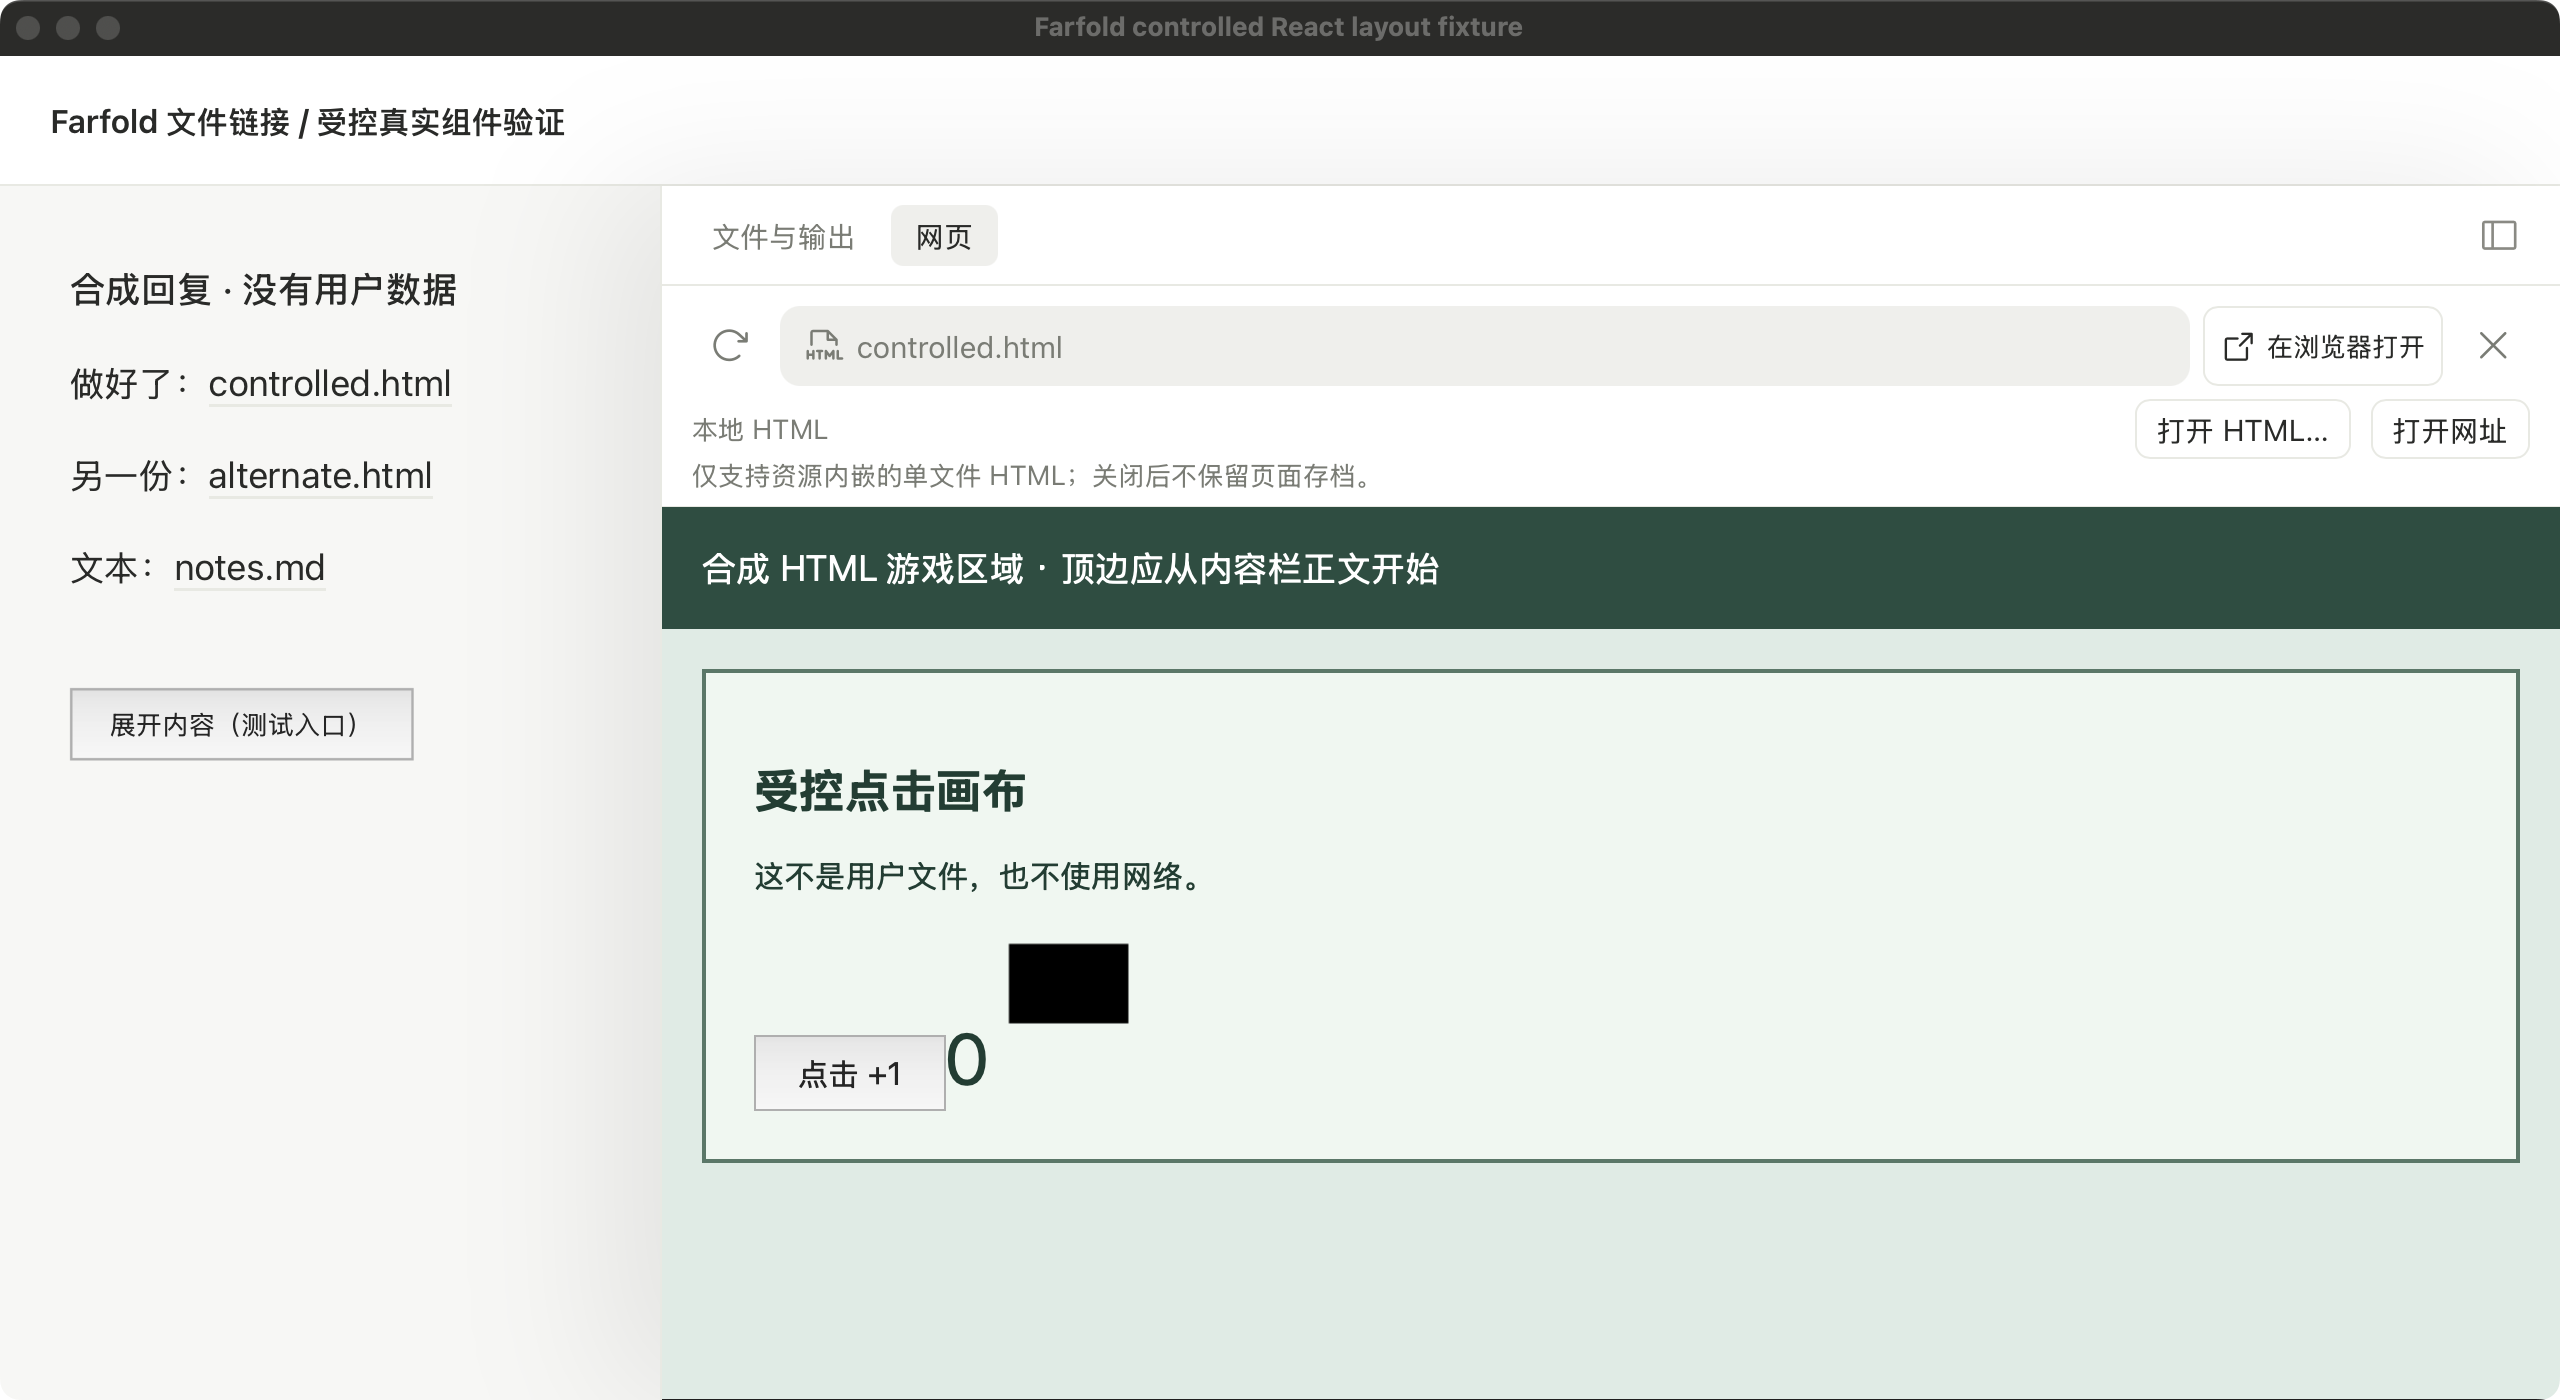 Farfold controlled React layout fixture
Farfold 文件链接 / 受控真实组件验证
合成回复 · 没有用户数据
做好了：controlled.html
另一份：alternate.html
文本：notes.md
展开内容（测试入口）
文件与输出 网页
HTML controlled.html 在浏览器打开
本地 HTML 打开 HTML... 打开网址
仅支持资源内嵌的单文件 HTML；关闭后不保留页面存档。
合成 HTML 游戏区域 · 顶边应从内容栏正文开始
受控点击画布
这不是用户文件，也不使用网络。
点击 +1 0